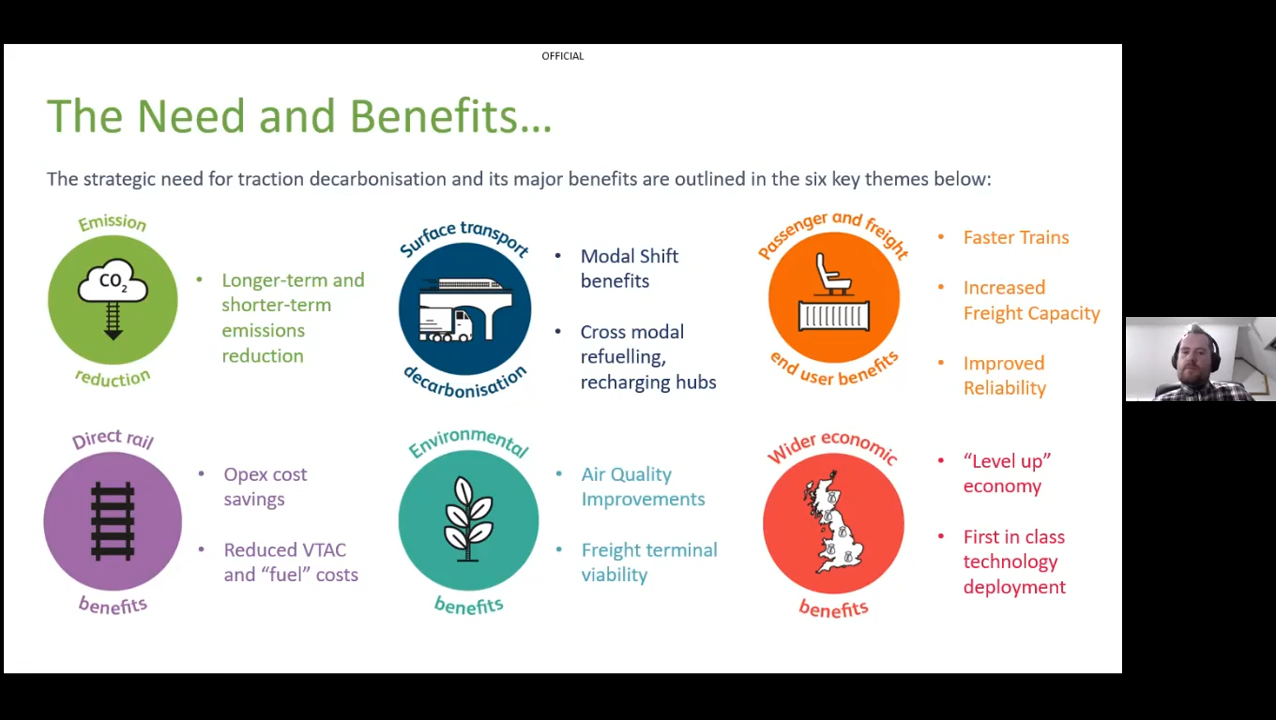 OFFICIAL
The Need and Benefits...
The strategic need for traction decarbonisation and its major benefits are outlined in the six key themes below:
Emission
CO2
reduction
• Longer-term and
shorter-term
emissions
reduction
Surface transport
decarbonisation
• Modal Shift
benefits
• Cross modal
refuelling,
recharging hubs
Passenger and freight
end user benefits
• Faster Trains
• Increased
Freight Capacity
• Improved
Reliability
Direct rail
benefits
• Opex cost
savings
• Reduced VTAC
and “fuel” costs
Environmental
benefits
• Air Quality
Improvements
• Freight terminal
viability
Wider economic
benefits
• “Level up”
economy
• First in class
technology
deployment